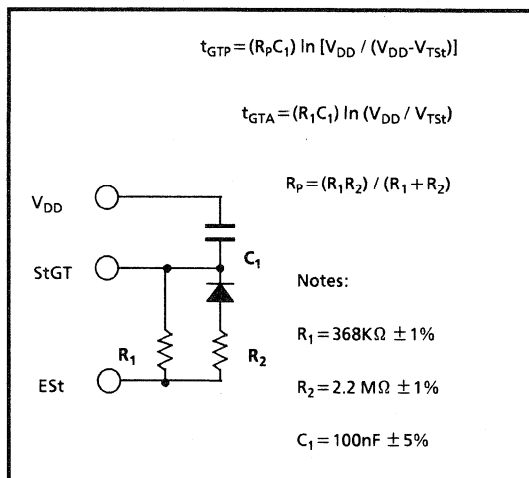 t_GTP = (R_P C_1) ln [V_DD / (V_DD-V_TSt)]
t_GTA = (R_1 C_1) ln (V_DD / V_TSt)
R_P = (R_1 R_2) / (R_1 + R_2)
V_DD
C_1
StGT
Notes:
R_1 = 368KΩ ±1%
R_1
R_2
R_2 = 2.2 MΩ ±1%
ESt
C_1 = 100nF ±5%